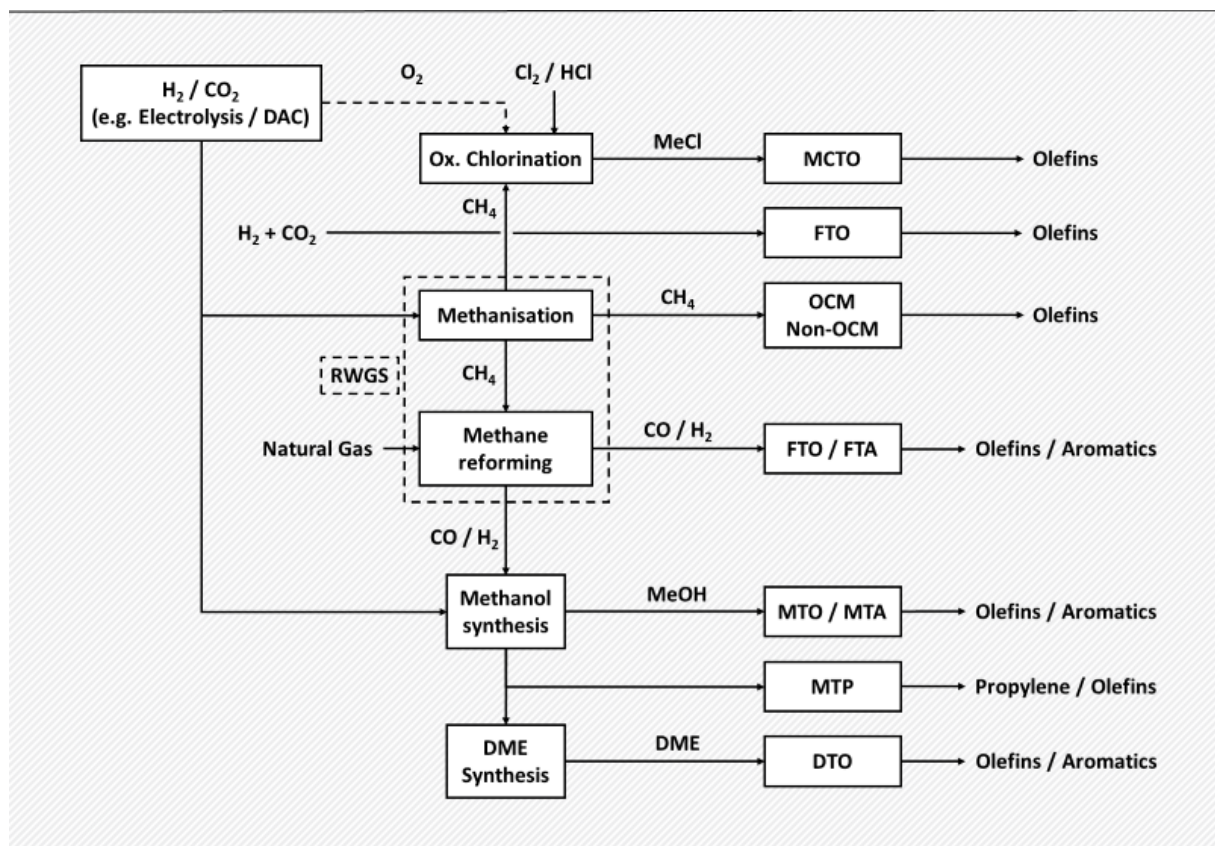 H₂ / CO₂
(e.g. Electrolysis / DAC)
O₂
Cl₂ / HCl
Ox. Chlorination
MeCl
MCTO
Olefins
CH₄
H₂ + CO₂
FTO
Olefins
Methanisation
CH₄
OCM
Non-OCM
Olefins
RWGS
CH₄
Natural Gas
Methane
reforming
CO / H₂
FTO / FTA
Olefins / Aromatics
CO / H₂
Methanol
synthesis
MeOH
MTO / MTA
Olefins / Aromatics
MTP
Propylene / Olefins
DME
Synthesis
DME
DTO
Olefins / Aromatics